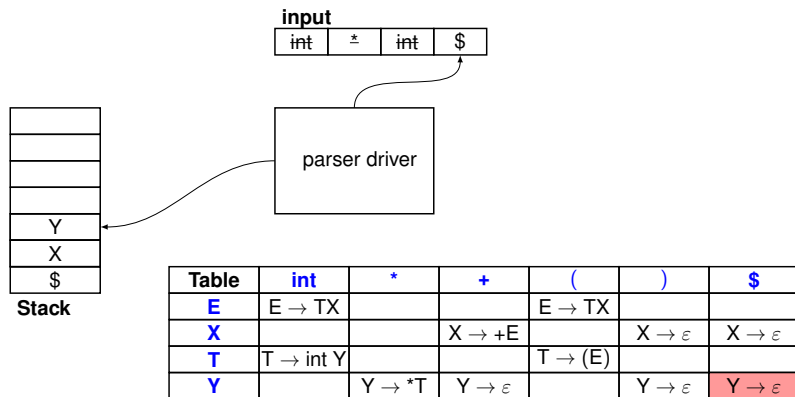 input
int * int $
parser driver
Y
X
$
Stack
Table int * + ( ) $
E E → TX E → TX
X X → +E X → ε X → ε
T T → int Y T → (E)
Y Y → *T Y → ε Y → ε Y → ε